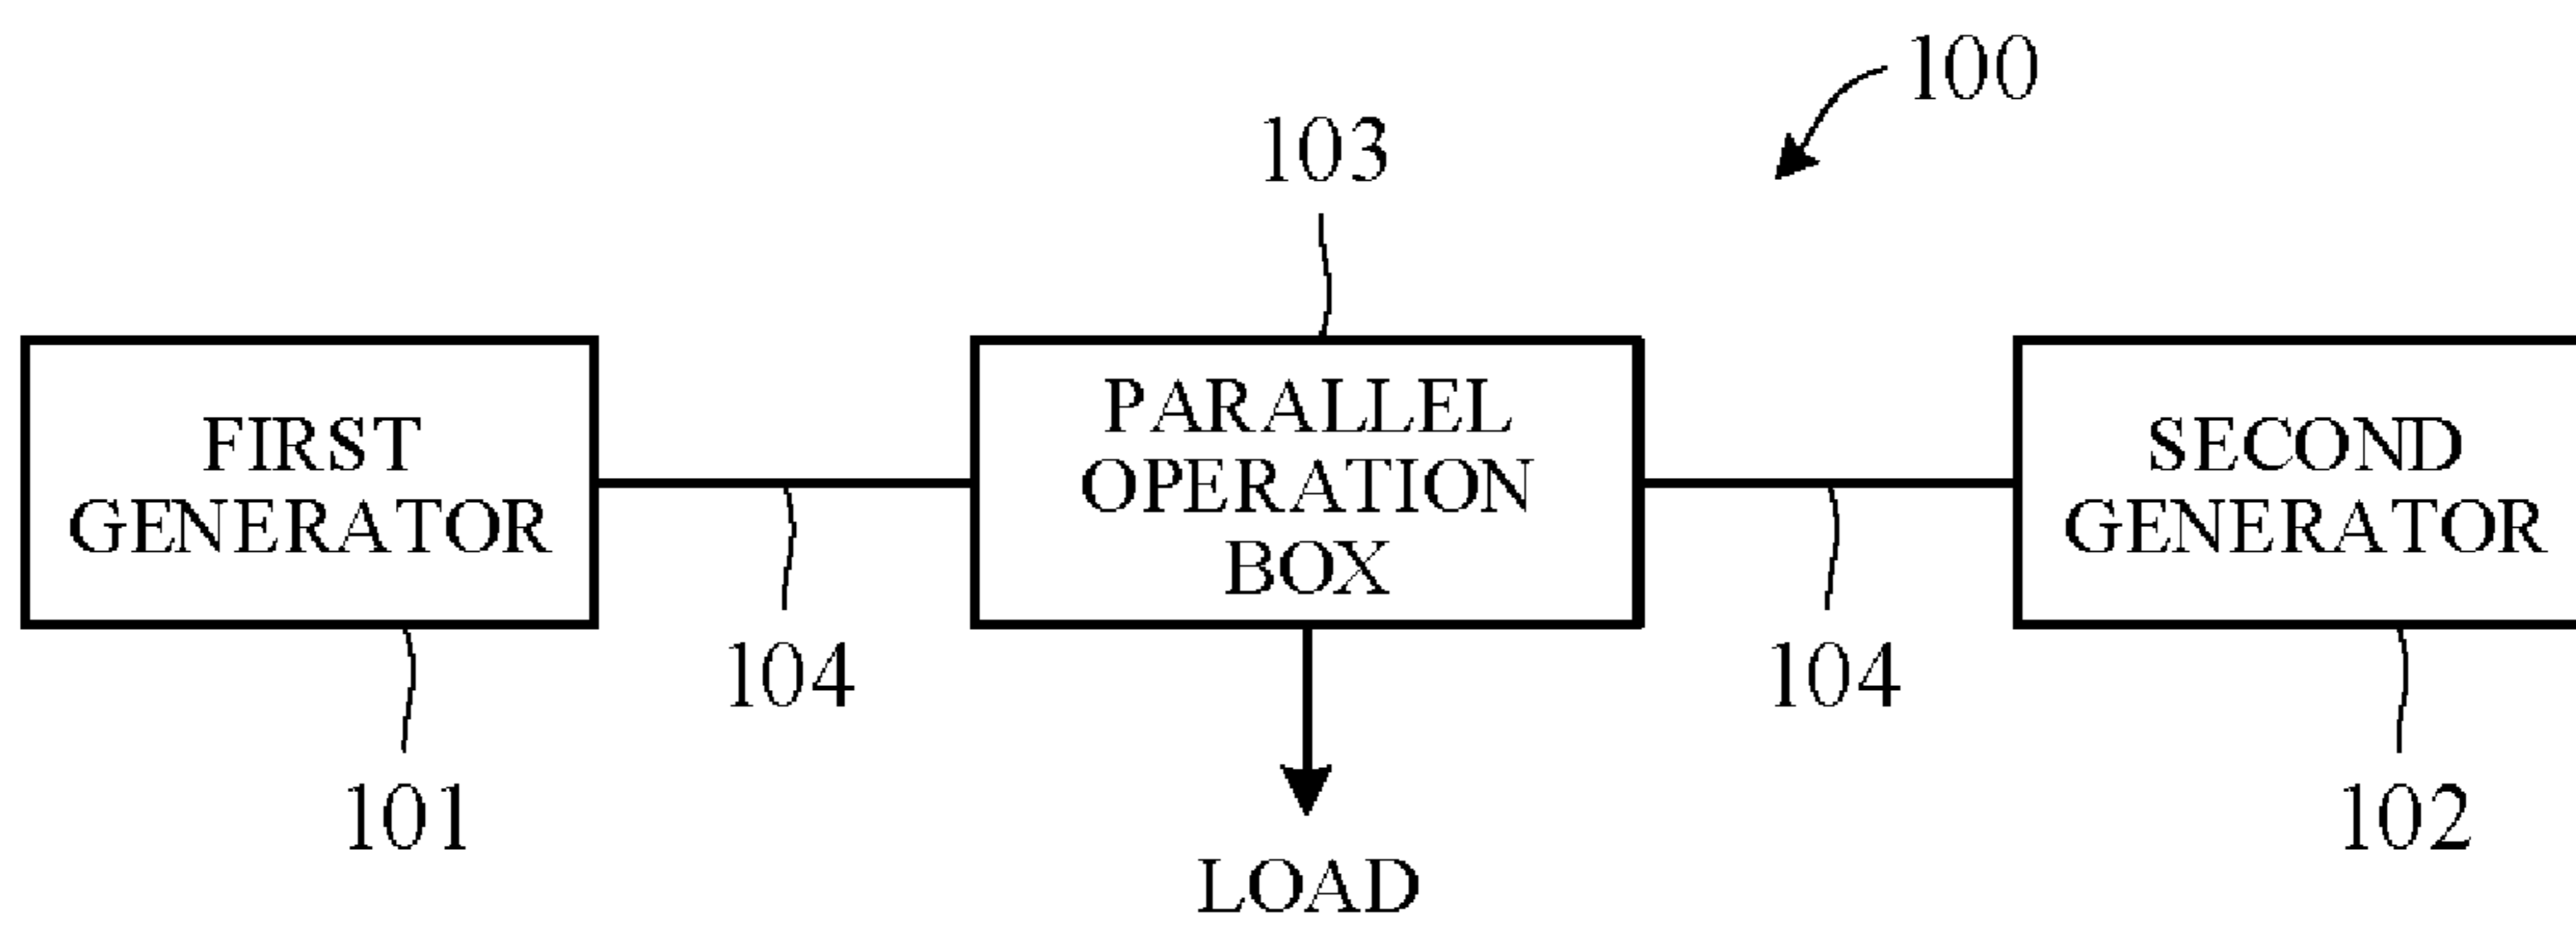 100
103
FIRST
GENERATOR
PARALLEL
OPERATION
BOX
SECOND
GENERATOR
104
104
101
102
LOAD